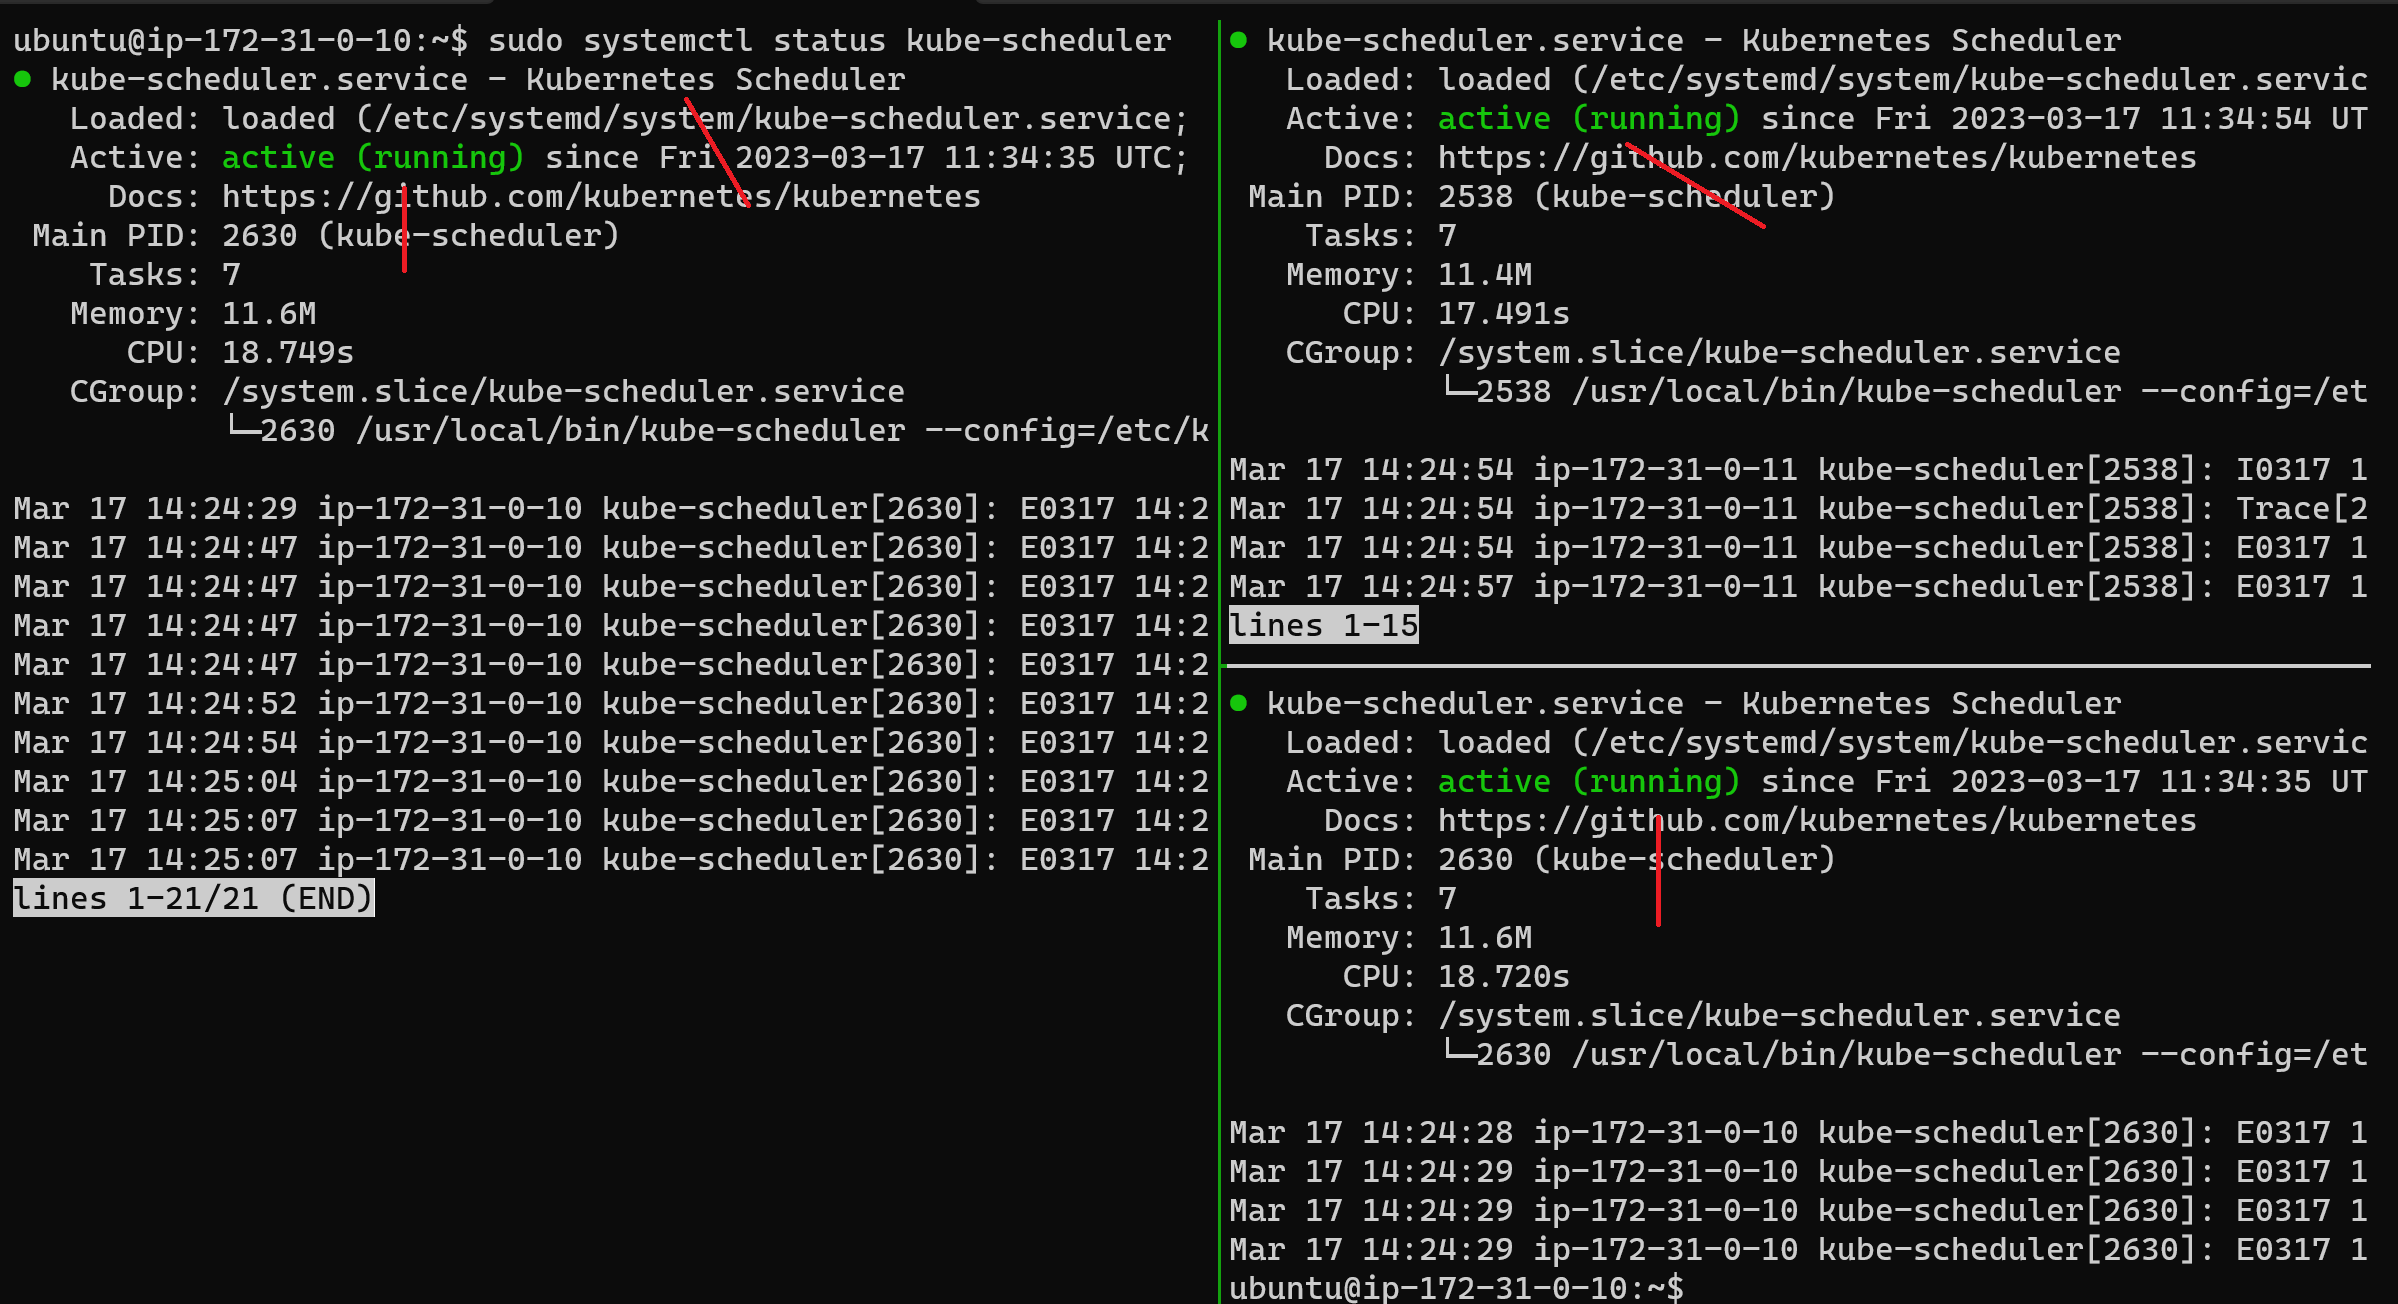 ubuntu@ip-172-31-0-10:~$ sudo systemctl status kube-scheduler
● kube-scheduler.service - Kubernetes Scheduler
Loaded: loaded (/etc/systemd/system/kube-scheduler.service;
Active: active (running) since Fri 2023-03-17 11:34:35 UTC;
Docs: https://github.com/kubernetes/kubernetes
Main PID: 2630 (kube-scheduler)
Tasks: 7
Memory: 11.6M
CPU: 18.749s
CGroup: /system.slice/kube-scheduler.service
└─2630 /usr/local/bin/kube-scheduler --config=/etc/k
Mar 17 14:24:29 ip-172-31-0-10 kube-scheduler[2630]: E0317 14:2
Mar 17 14:24:47 ip-172-31-0-10 kube-scheduler[2630]: E0317 14:2
Mar 17 14:24:47 ip-172-31-0-10 kube-scheduler[2630]: E0317 14:2
Mar 17 14:24:47 ip-172-31-0-10 kube-scheduler[2630]: E0317 14:2
Mar 17 14:24:47 ip-172-31-0-10 kube-scheduler[2630]: E0317 14:2
Mar 17 14:24:52 ip-172-31-0-10 kube-scheduler[2630]: E0317 14:2
Mar 17 14:24:54 ip-172-31-0-10 kube-scheduler[2630]: E0317 14:2
Mar 17 14:25:04 ip-172-31-0-10 kube-scheduler[2630]: E0317 14:2
Mar 17 14:25:07 ip-172-31-0-10 kube-scheduler[2630]: E0317 14:2
Mar 17 14:25:07 ip-172-31-0-10 kube-scheduler[2630]: E0317 14:2
lines 1-21/21 (END)
● kube-scheduler.service - Kubernetes Scheduler
Loaded: loaded (/etc/systemd/system/kube-scheduler.servic
Active: active (running) since Fri 2023-03-17 11:34:54 UT
Docs: https://github.com/kubernetes/kubernetes
Main PID: 2538 (kube-scheduler)
Tasks: 7
Memory: 11.4M
CPU: 17.491s
CGroup: /system.slice/kube-scheduler.service
└─2538 /usr/local/bin/kube-scheduler --config=/et
Mar 17 14:24:54 ip-172-31-0-11 kube-scheduler[2538]: I0317 1
Mar 17 14:24:54 ip-172-31-0-11 kube-scheduler[2538]: Trace[2
Mar 17 14:24:54 ip-172-31-0-11 kube-scheduler[2538]: E0317 1
Mar 17 14:24:57 ip-172-31-0-11 kube-scheduler[2538]: E0317 1
lines 1-15
● kube-scheduler.service - Kubernetes Scheduler
Loaded: loaded (/etc/systemd/system/kube-scheduler.servic
Active: active (running) since Fri 2023-03-17 11:34:35 UT
Docs: https://github.com/kubernetes/kubernetes
Main PID: 2630 (kube-scheduler)
Tasks: 7
Memory: 11.6M
CPU: 18.720s
CGroup: /system.slice/kube-scheduler.service
└─2630 /usr/local/bin/kube-scheduler --config=/et
Mar 17 14:24:28 ip-172-31-0-10 kube-scheduler[2630]: E0317 1
Mar 17 14:24:29 ip-172-31-0-10 kube-scheduler[2630]: E0317 1
Mar 17 14:24:29 ip-172-31-0-10 kube-scheduler[2630]: E0317 1
Mar 17 14:24:29 ip-172-31-0-10 kube-scheduler[2630]: E0317 1
ubuntu@ip-172-31-0-10:~$